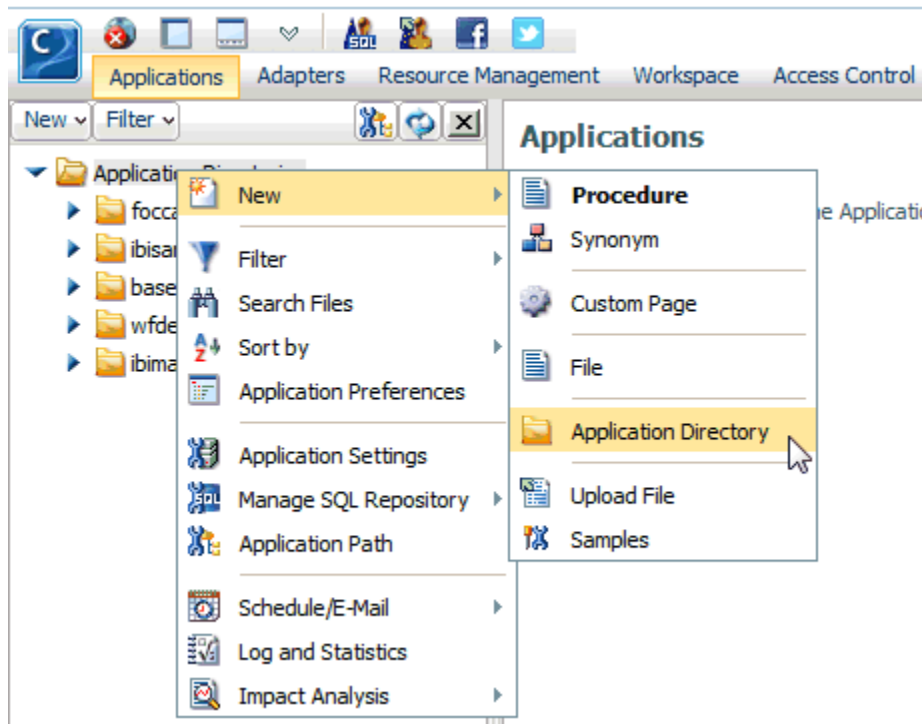 SQL
Applications Adapters Resource Management Workspace Access Control
New Filter
Applications
New
Filter
Search Files
Sort by
Application Preferences
Application Settings
Manage SQL Repository
Application Path
Schedule/E-Mail
Log and Statistics
Impact Analysis
Procedure
Synonym
Custom Page
File
Application Directory
Upload File
Samples